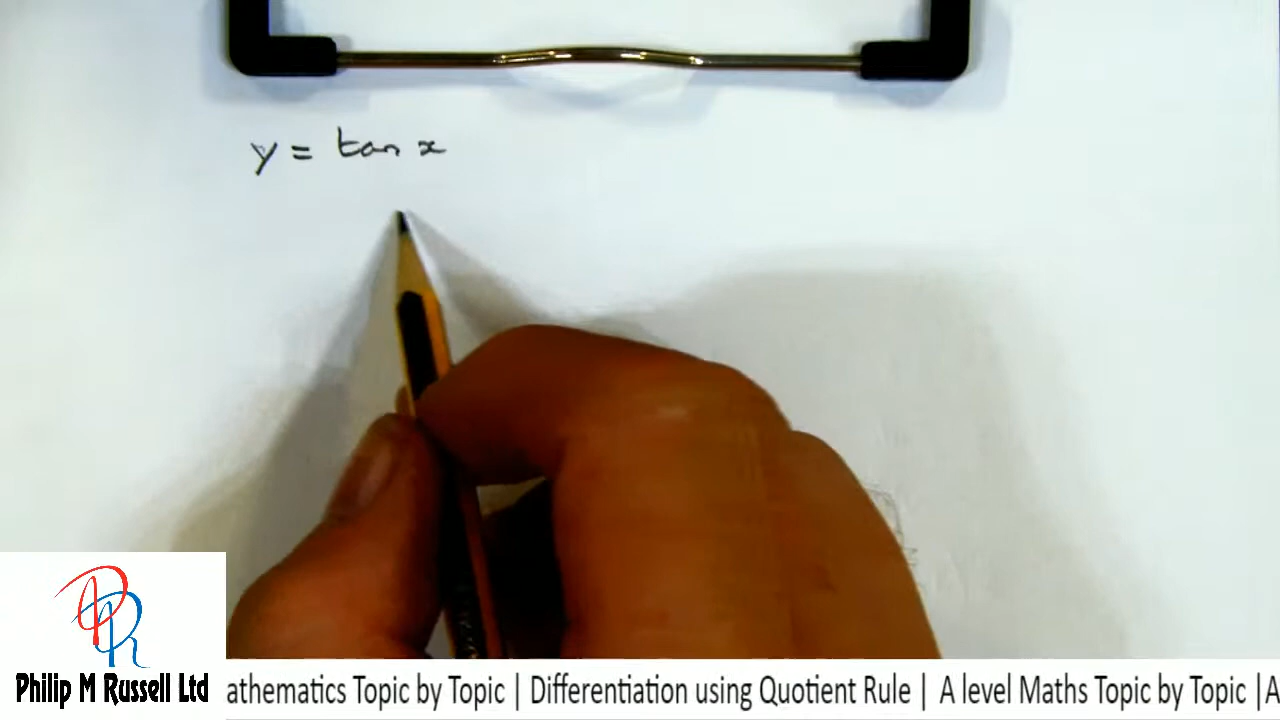 y = tan x
Philip M Russell Ltd
athematics Topic by Topic | Differentiation using Quotient Rule | A level Maths Topic by Topic |A